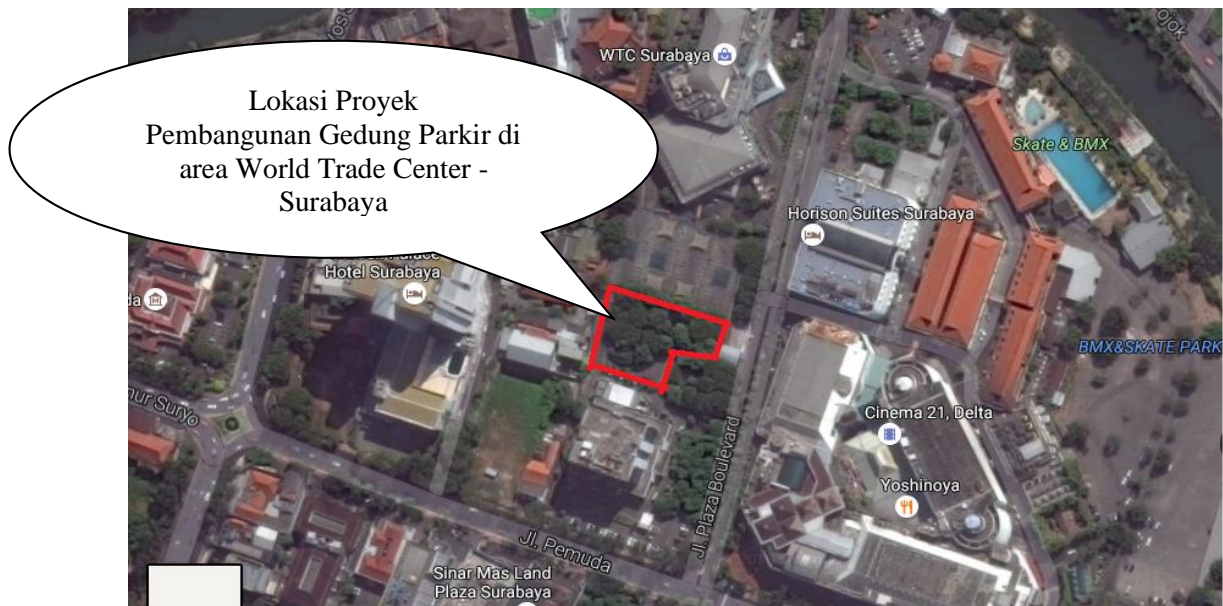 Lokasi Proyek
Pembangunan Gedung Parkir di
area World Trade Center -
Surabaya
WTC Surabaya
Skate & BMX
Horison Suites Surabaya
Hotel Surabaya
BMX&SKATE PARK
Cinema 21, Delta
Yoshinoya
Jl. Plaza Boulevard
Jl. Pemuda
Sinar Mas Land
Plaza Surabaya